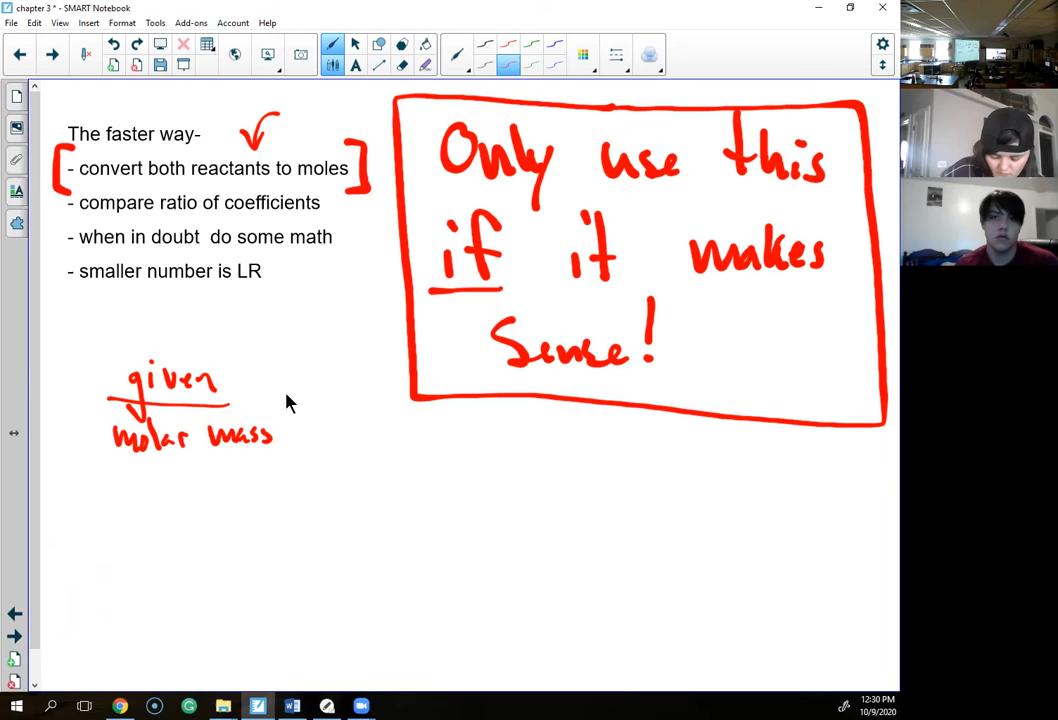 chapter 3 * - SMART Notebook
File Edit View Insert Format Tools Add-ons Account Help
The faster way-
- convert both reactants to moles
- compare ratio of coefficients
- when in doubt do some math
- smaller number is LR
Only use this
if it makes
Sense!
given
molar mass
12:30 PM
10/9/2020